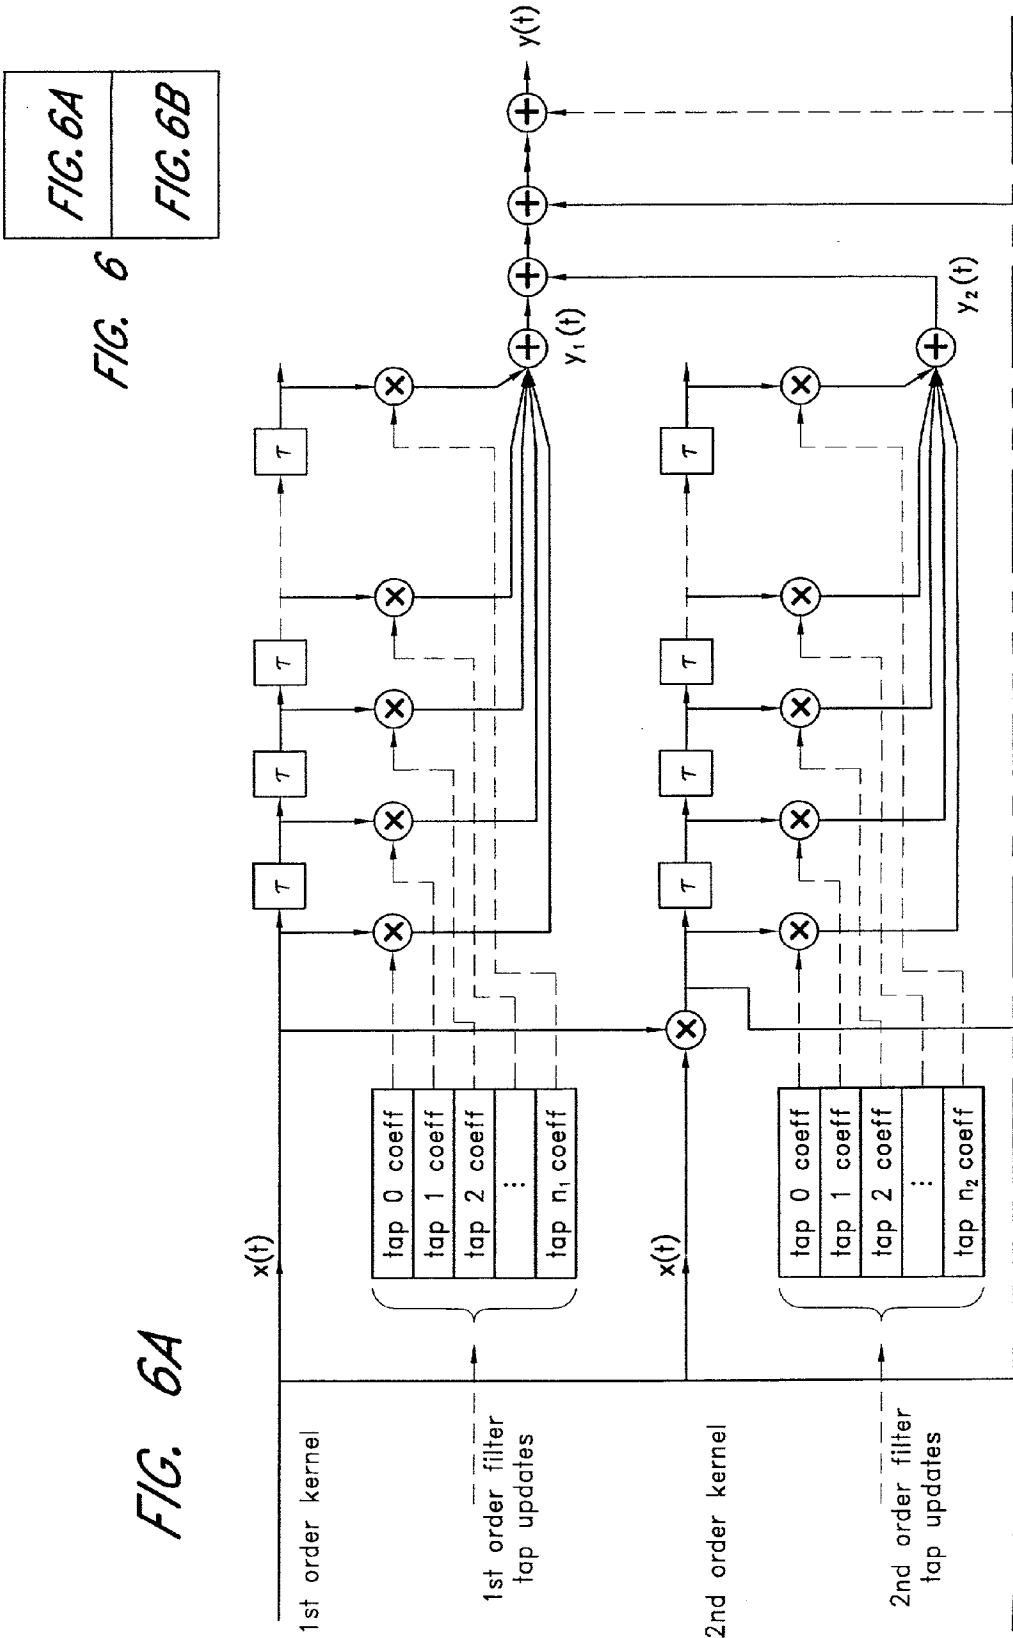 FIG. 6A
FIG. 6
FIG. 6A
FIG. 6B
1st order kernel
x(t)
τ
τ
τ
τ
×
×
×
×
×
tap 0 coeff
tap 1 coeff
tap 2 coeff
⋮
tap n₁ coeff
1st order filter
tap updates
+
+
+
+
y(t)
y₁(t)
2nd order kernel
x(t)
×
τ
τ
τ
τ
×
×
×
×
×
tap 0 coeff
tap 1 coeff
tap 2 coeff
⋮
tap n₂ coeff
2nd order filter
tap updates
+
y₂(t)